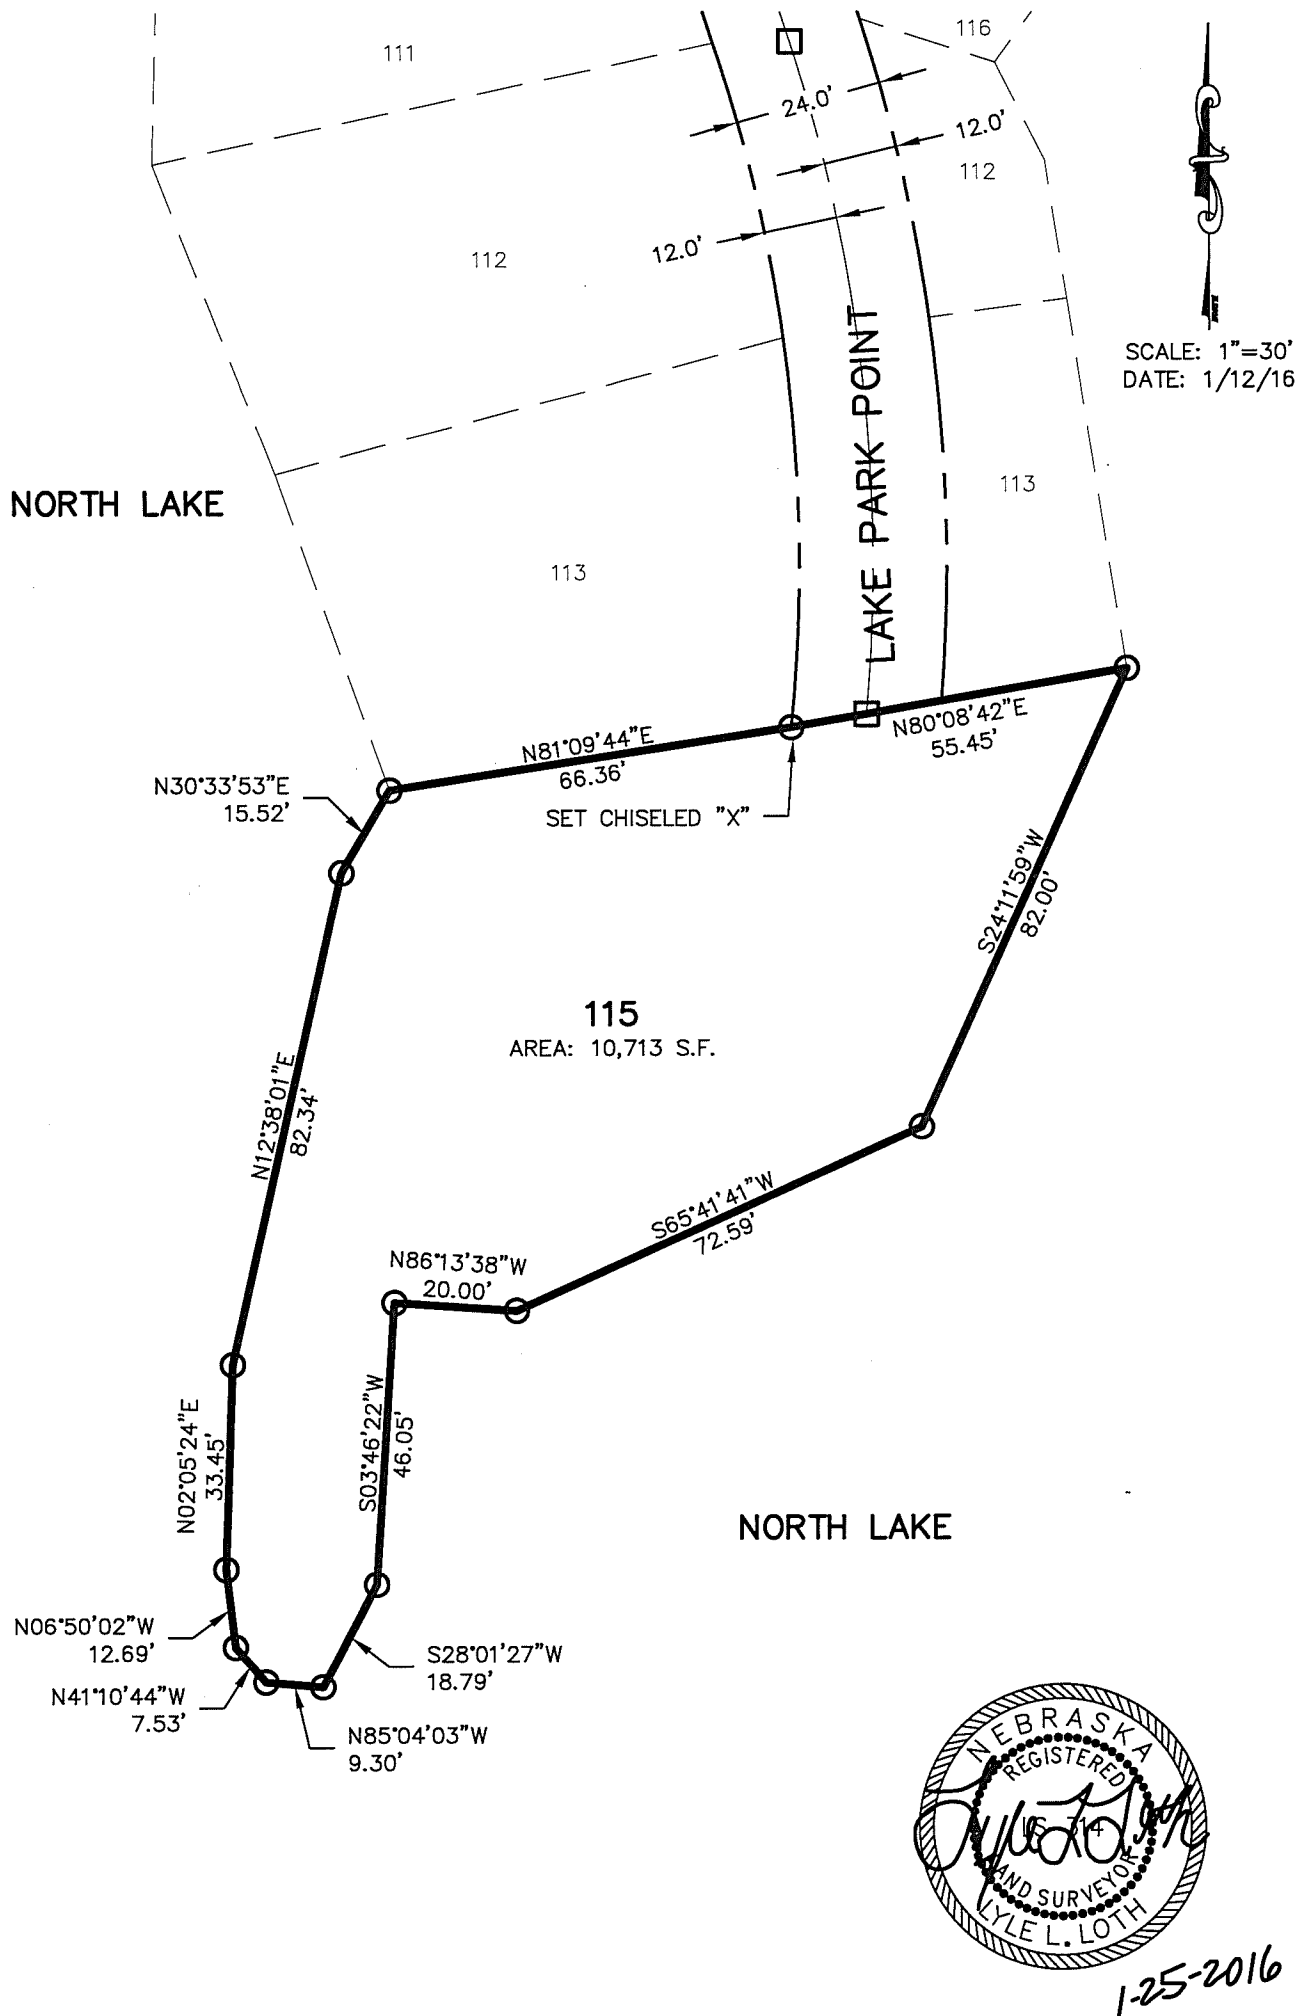 111
116
24.0'
12.0'
112
12.0'
112
SCALE: 1"=30'
DATE: 1/12/16
LAKE PARK POINT
NORTH LAKE
113
113
N81°09'44"E
66.36'
N80°08'42"E
55.45'
N30°33'53"E
15.52'
SET CHISELED "X"
S24°11'59"W
82.00'
115
AREA: 10,713 S.F.
N12°38'01"E
82.34'
S65°41'41"W
72.59'
N86°13'38"W
20.00'
N02°05'24"E
33.45'
S03°46'22"W
46.05'
NORTH LAKE
N06°50'02"W
12.69'
S28°01'27"W
18.79'
N41°10'44"W
7.53'
N85°04'03"W
9.30'
NEBRASKA
REGISTERED
LS 314
LAND SURVEYOR
LYLE L. LOTH
1-25-2016